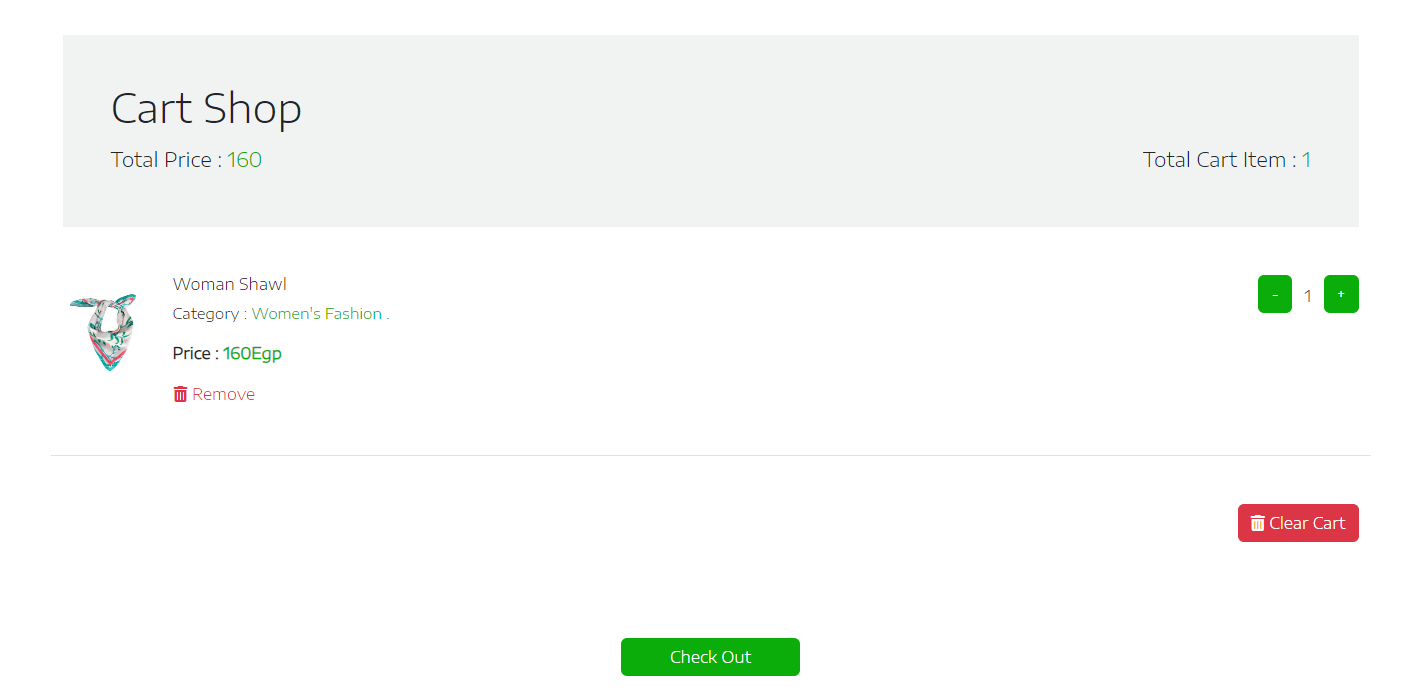 Cart Shop
Total Price : 160
Total Cart Item : 1
Woman Shawl
Category : Women's Fashion .
Price : 160Egp
Remove
- 1 +
Clear Cart
Check Out